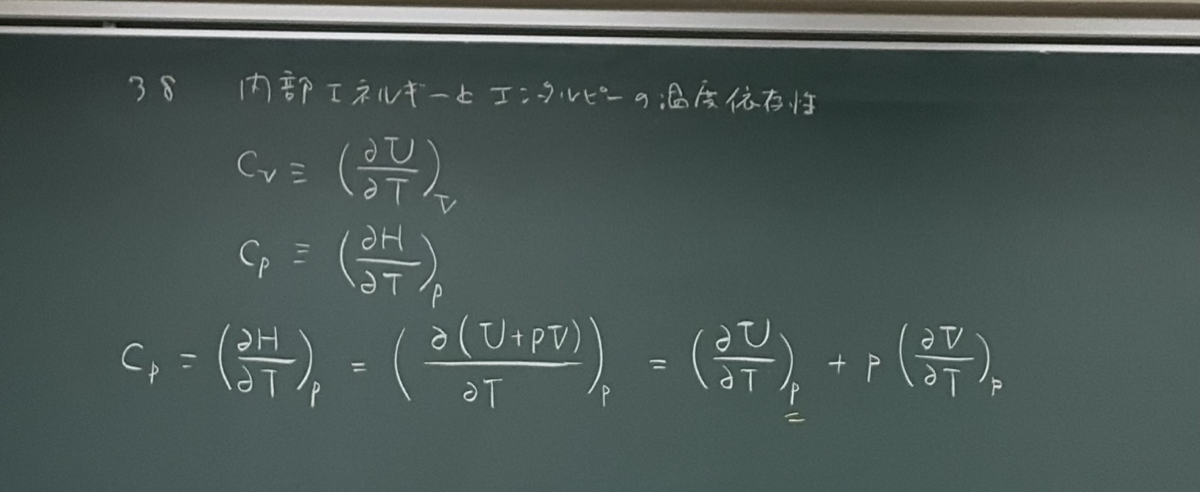 38 内部エネルギーとエンタルピーの温度依存性
Cv ≡ (∂U/∂T)V
Cp ≡ (∂H/∂T)p
Cp = (∂H/∂T)p = (∂(U+pV)/∂T)p = (∂U/∂T)p + p(∂V/∂T)p